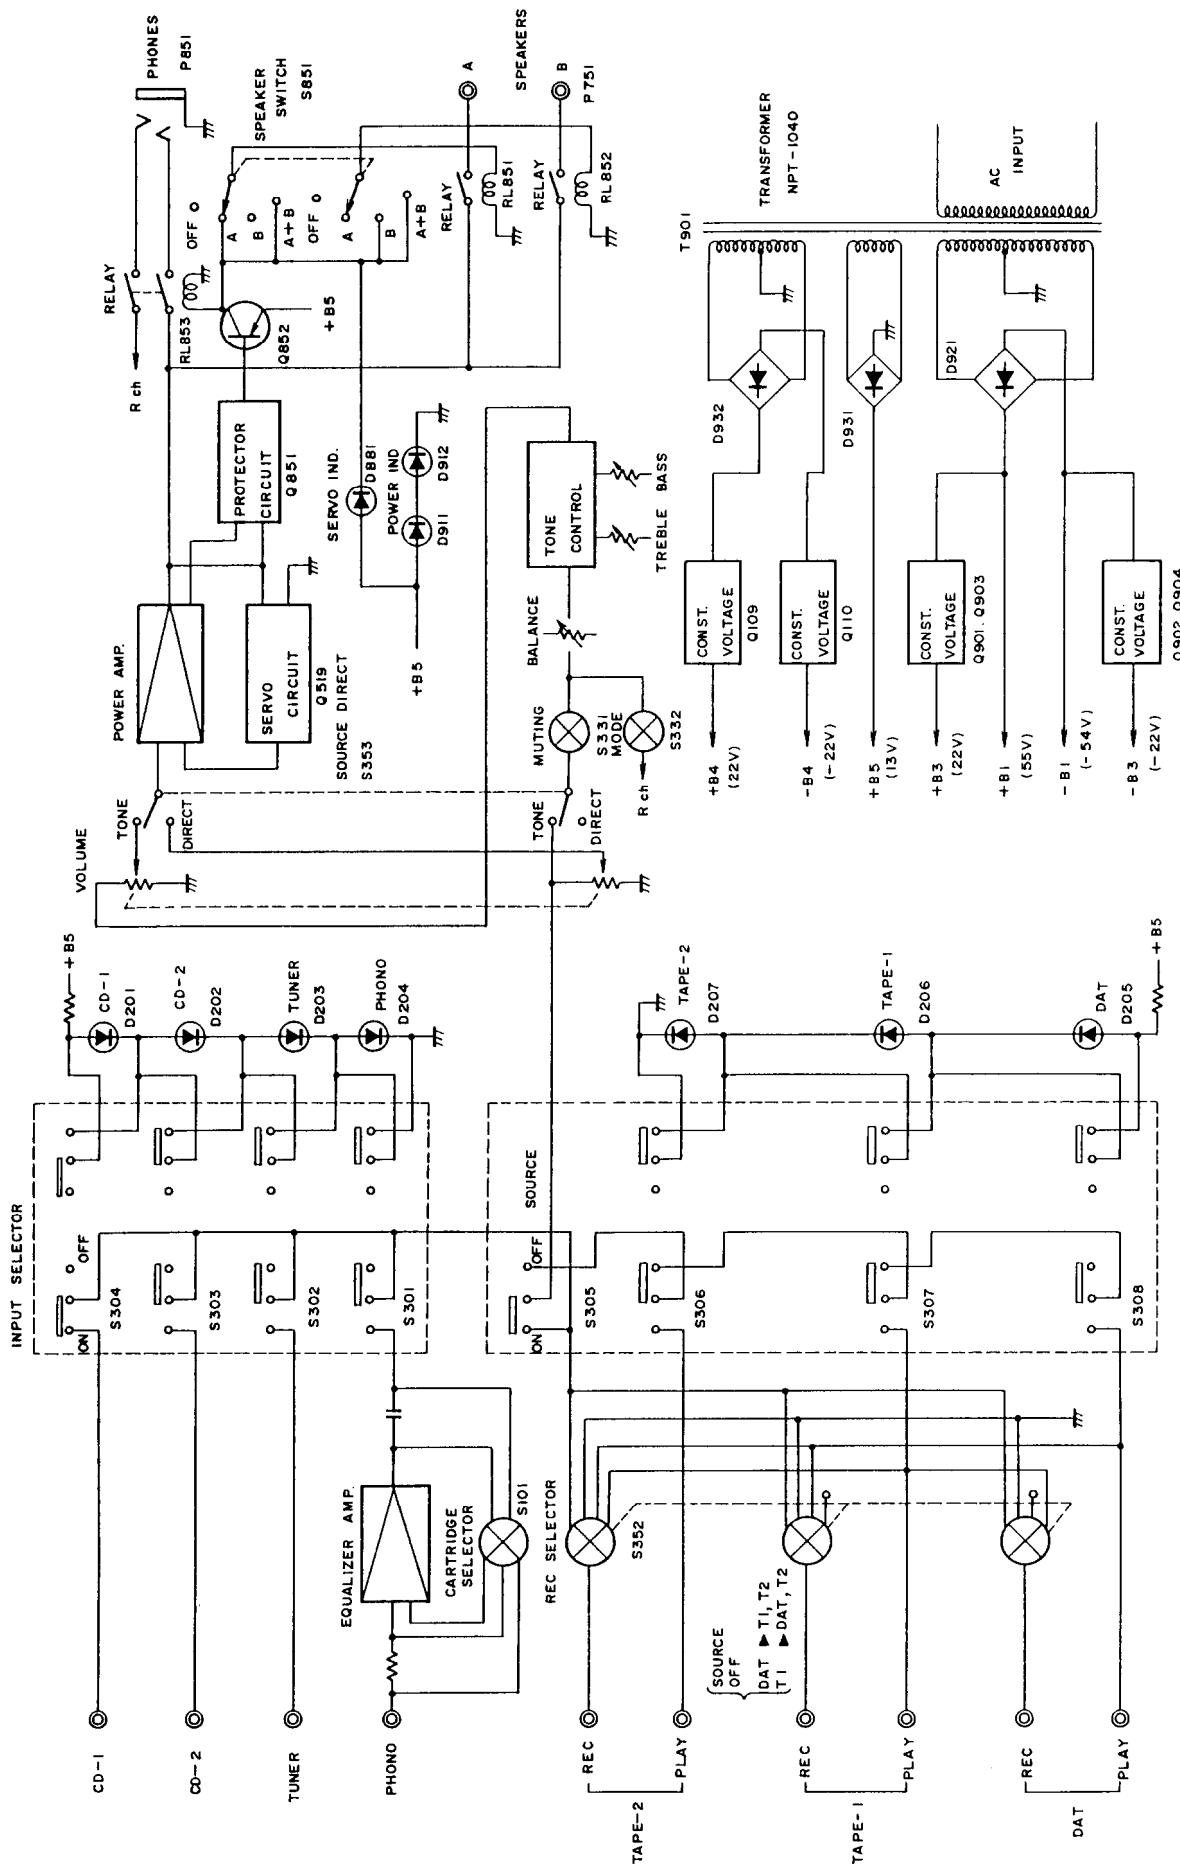 INPUT SELECTOR
CD-1
CD-2
TUNER
PHONO
EQUALIZER AMP.
CARTRIDGE
SELECTOR
S101
ON
OFF
S304
S303
S302
S301
+B5
CD-1
D201
CD-2
D202
TUNER
D203
PHONO
D204
VOLUME
TONE
DIRECT
POWER AMP.
SERVO
CIRCUIT
Q519
SOURCE DIRECT
S353
PROTECTOR
CIRCUIT
Q851
R ch
RELAY
RL853
Q852
+B5
PHONES
P851
SPEAKER
SWITCH
S851
OFF
A
B
A+B
OFF
A
B
A+B
SERVO IND.
D881
POWER IND
D911
D912
+B5
RELAY
RL851
RELAY
RL852
A
SPEAKERS
B
P751
REC SELECTOR
S352
TAPE-2
REC
PLAY
TAPE-1
REC
PLAY
DAT
REC
PLAY
SOURCE
OFF
DAT ▶ T1, T2
T1 ▶ DAT, T2
SOURCE
ON
OFF
S305
S306
S307
S308
TAPE-2
D207
TAPE-1
D206
DAT
D205
+B5
TONE
DIRECT
MUTING
S331
MODE
S332
R ch
BALANCE
TONE
CONTROL
TREBLE
BASS
+B4
(22V)
-B4
(-22V)
+B5
(13V)
+B3
(22V)
+B1
(55V)
-B1
(-54V)
-B3
(-22V)
CONST.
VOLTAGE
Q109
CONST.
VOLTAGE
Q110
CONST.
VOLTAGE
Q901. Q903
CONST.
VOLTAGE
Q902. Q904
D932
D931
D921
T901
TRANSFORMER
NPT-1040
AC
INPUT